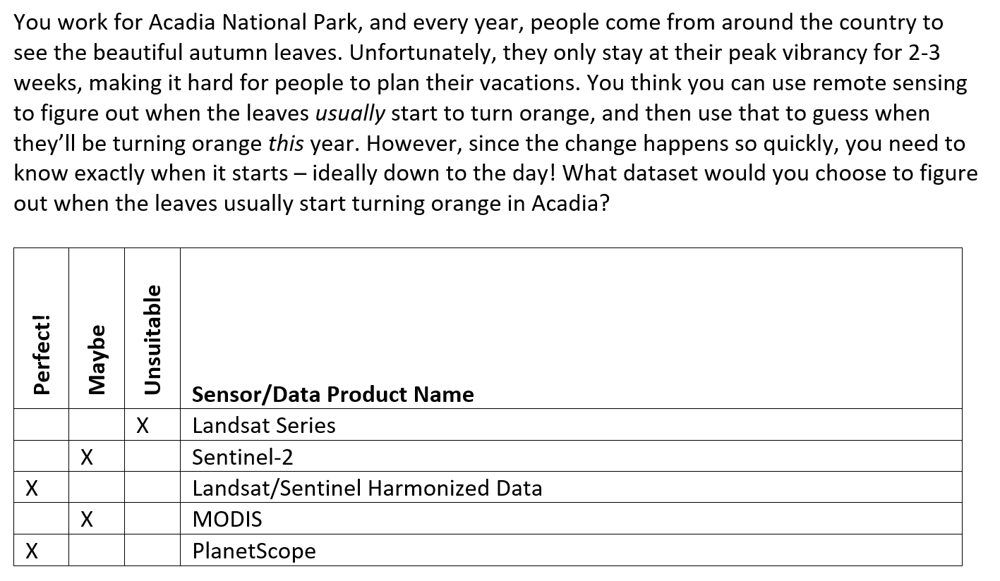 You work for Acadia National Park, and every year, people come from around the country to
see the beautiful autumn leaves. Unfortunately, they only stay at their peak vibrancy for 2-3
weeks, making it hard for people to plan their vacations. You think you can use remote sensing
to figure out when the leaves usually start to turn orange, and then use that to guess when
they’ll be turning orange this year. However, since the change happens so quickly, you need to
know exactly when it starts – ideally down to the day! What dataset would you choose to figure
out when the leaves usually start turning orange in Acadia?
Perfect!
Maybe
Unsuitable
Sensor/Data Product Name
X Landsat Series
X Sentinel-2
X Landsat/Sentinel Harmonized Data
X MODIS
X PlanetScope